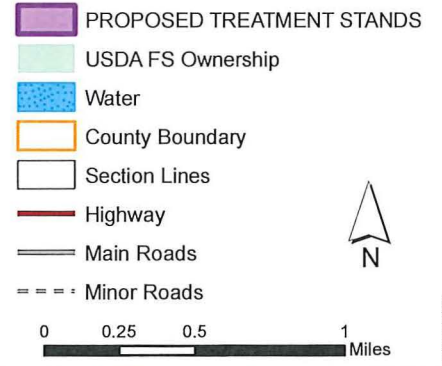 PROPOSED TREATMENT STANDS
USDA FS Ownership
Water
County Boundary
Section Lines
Highway
Main Roads
Minor Roads
N
0 0.25 0.5 1
Miles